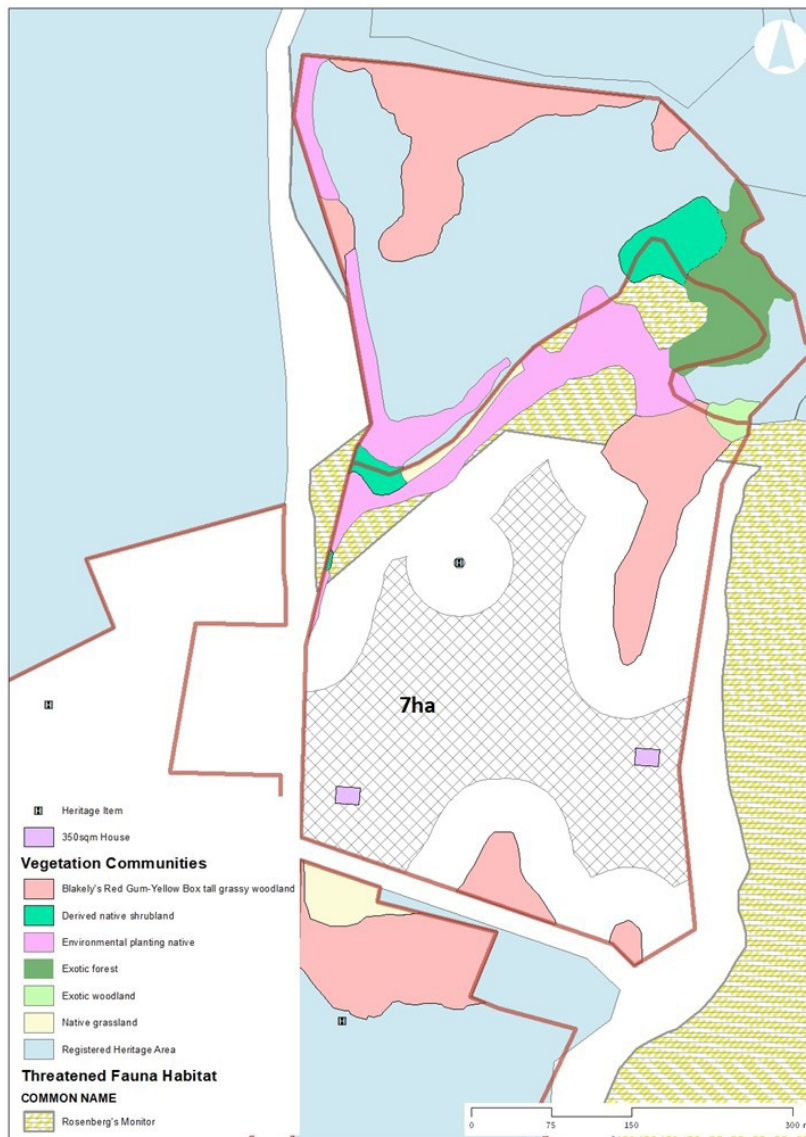 H
7ha
H
H Heritage Item
350sqm House
Vegetation Communities
Blakely's Red Gum-Yellow Box tall grassy woodland
Derived native shrubland
Environmental planting native
Exotic forest
Exotic woodland
Native grassland
Registered Heritage Area
H
Threatened Fauna Habitat
COMMON NAME
Rosenberg's Monitor
0 75 150 300 m